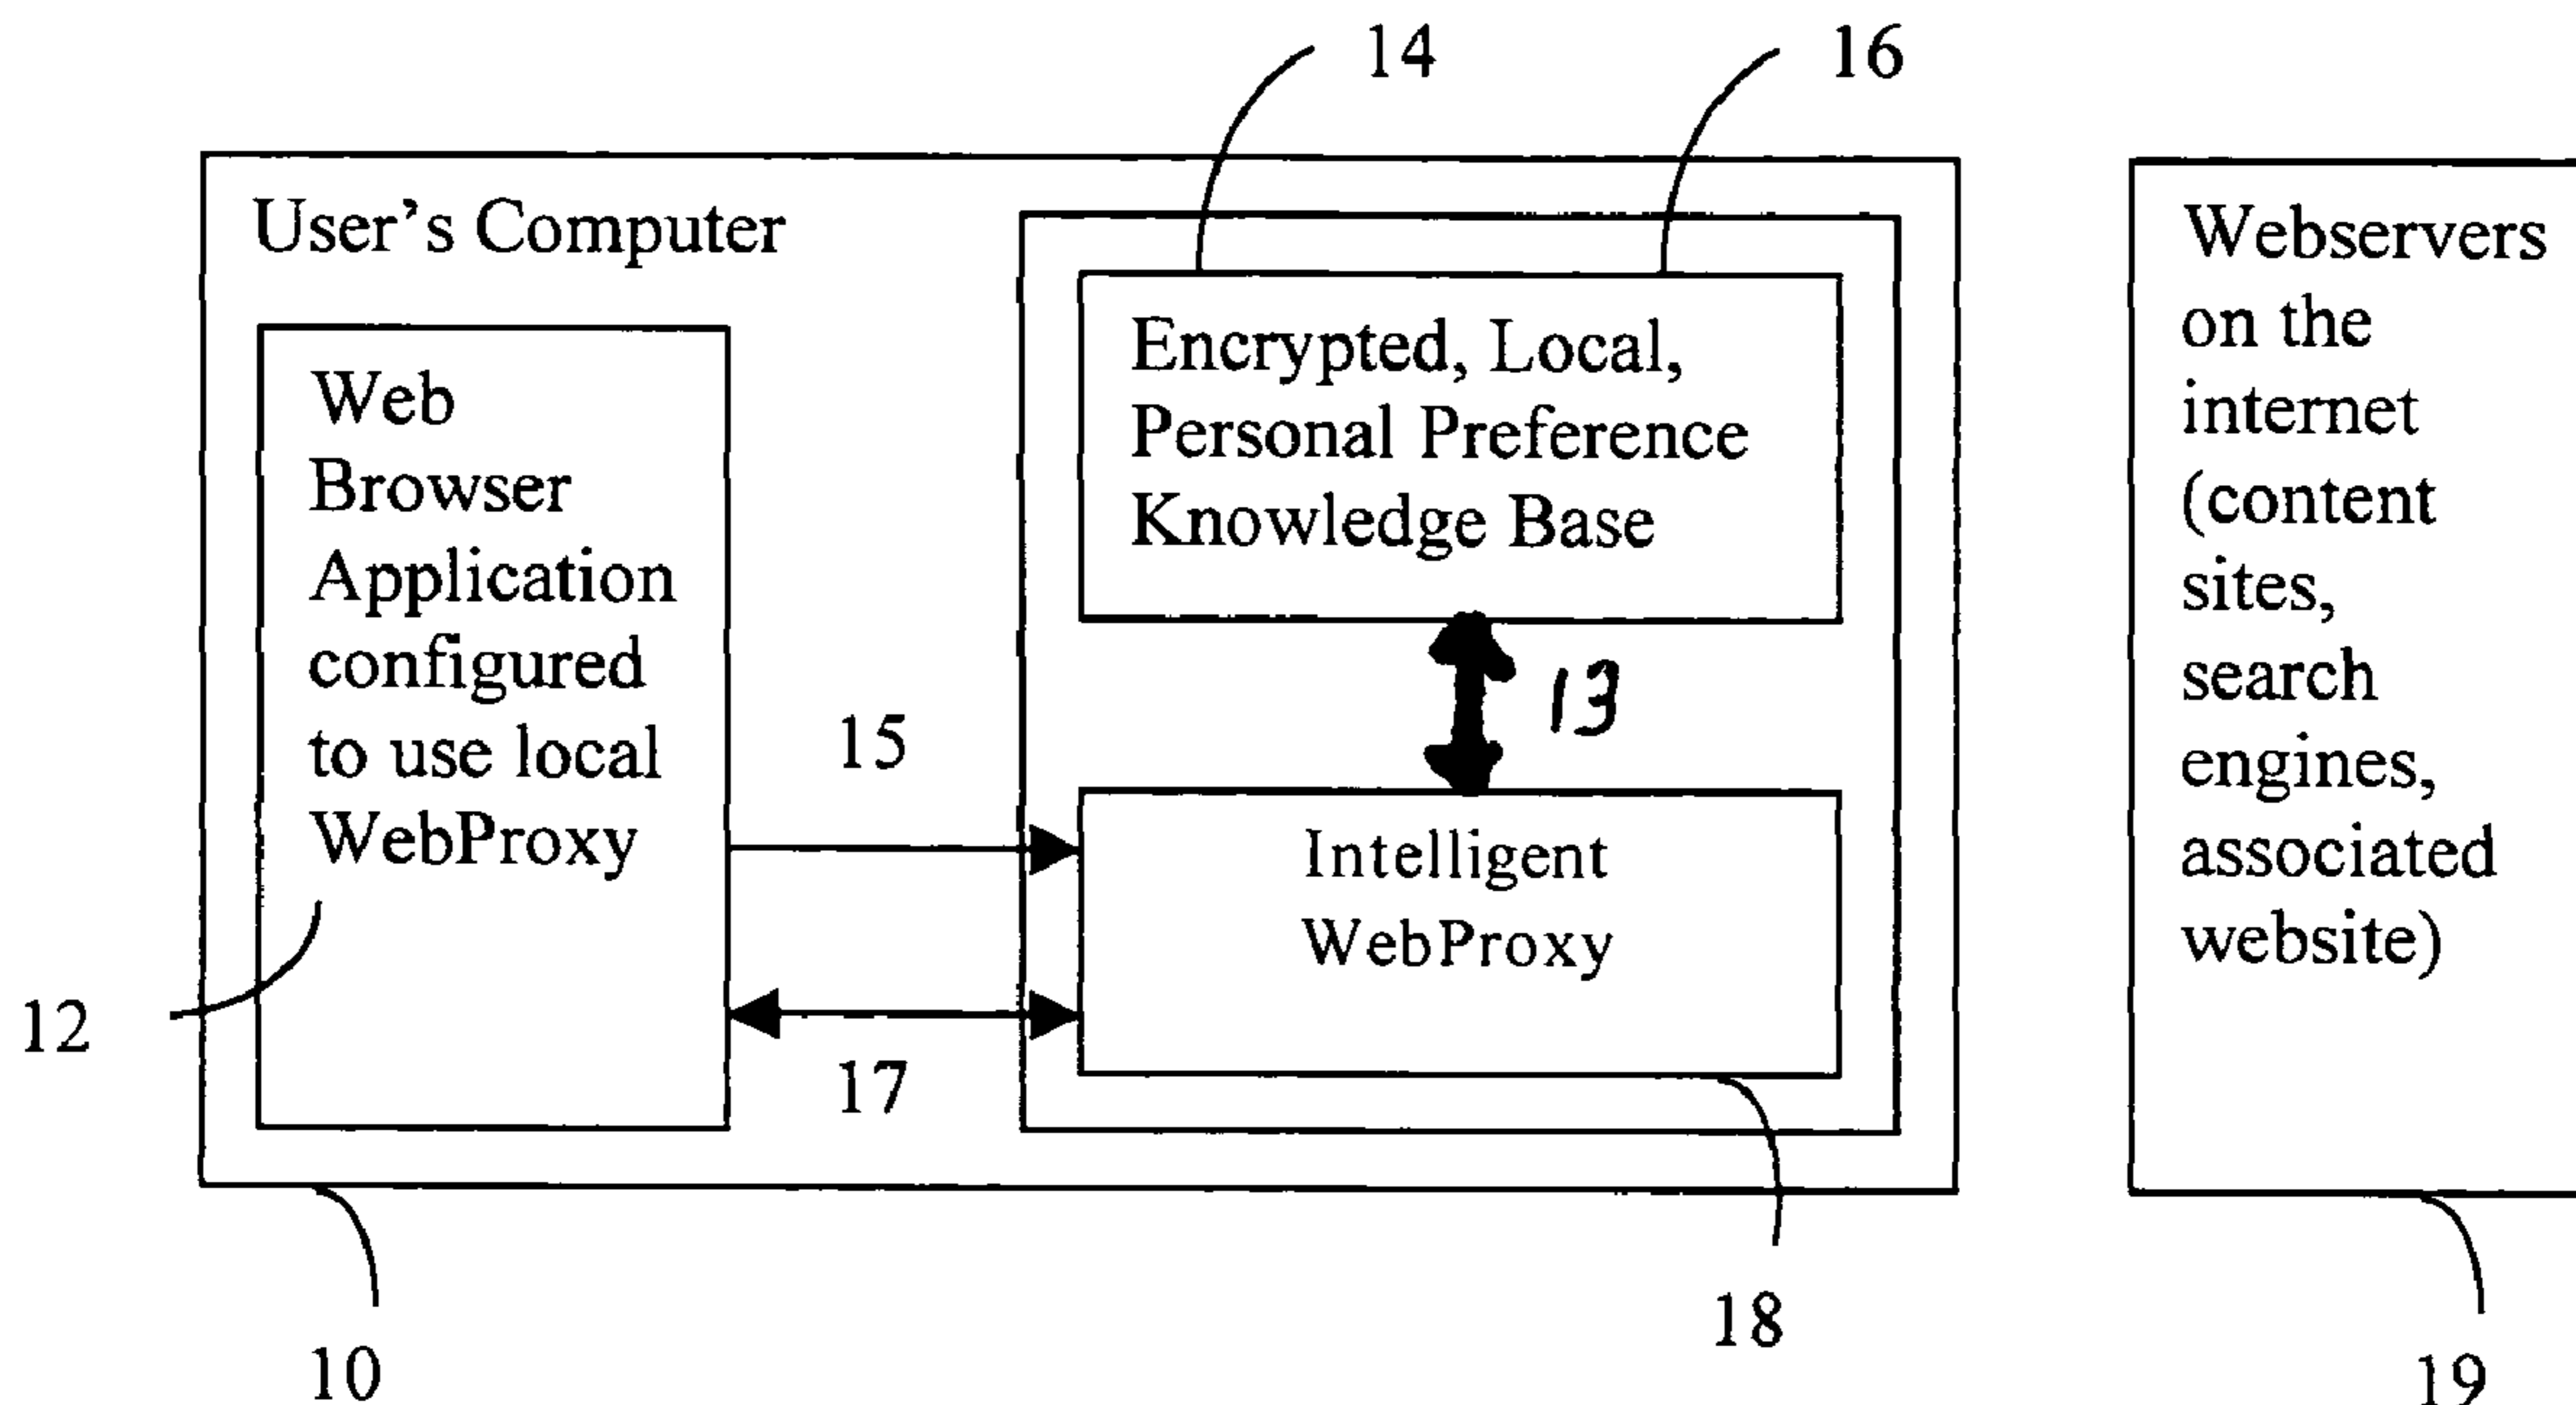 14
16
User's Computer
Web
Browser
Application
configured
to use local
WebProxy
Encrypted, Local,
Personal Preference
Knowledge Base
13
15
Intelligent
WebProxy
17
12
10
18
Webservers
on the
internet
(content
sites,
search
engines,
associated
website)
19